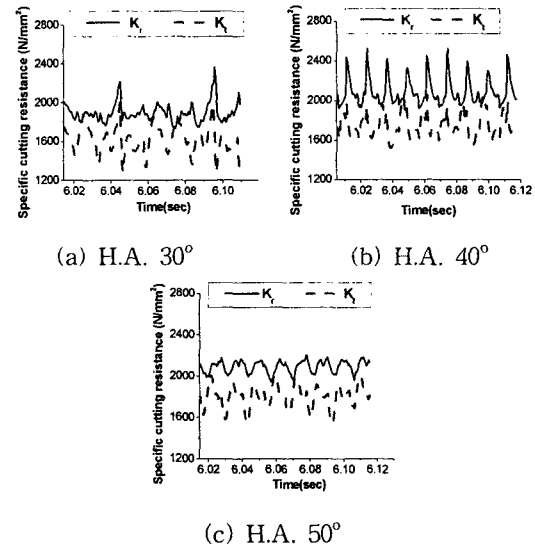 K_r K_t
Specific cutting resistance (N/mm²)
2800
2400
2000
1600
1200
6.02 6.04 6.06 6.08 6.10
Time(sec)
(a) H.A. 30°
K_r K_t
Specific cutting resistance (N/mm²)
2800
2400
2000
1600
1200
6.02 6.04 6.06 6.08 6.10 6.12
Time(sec)
(b) H.A. 40°
K_r K_t
Specific cutting resistance (N/mm²)
2800
2400
2000
1600
1200
6.02 6.04 6.06 6.08 6.10 6.12
Time(sec)
(c) H.A. 50°